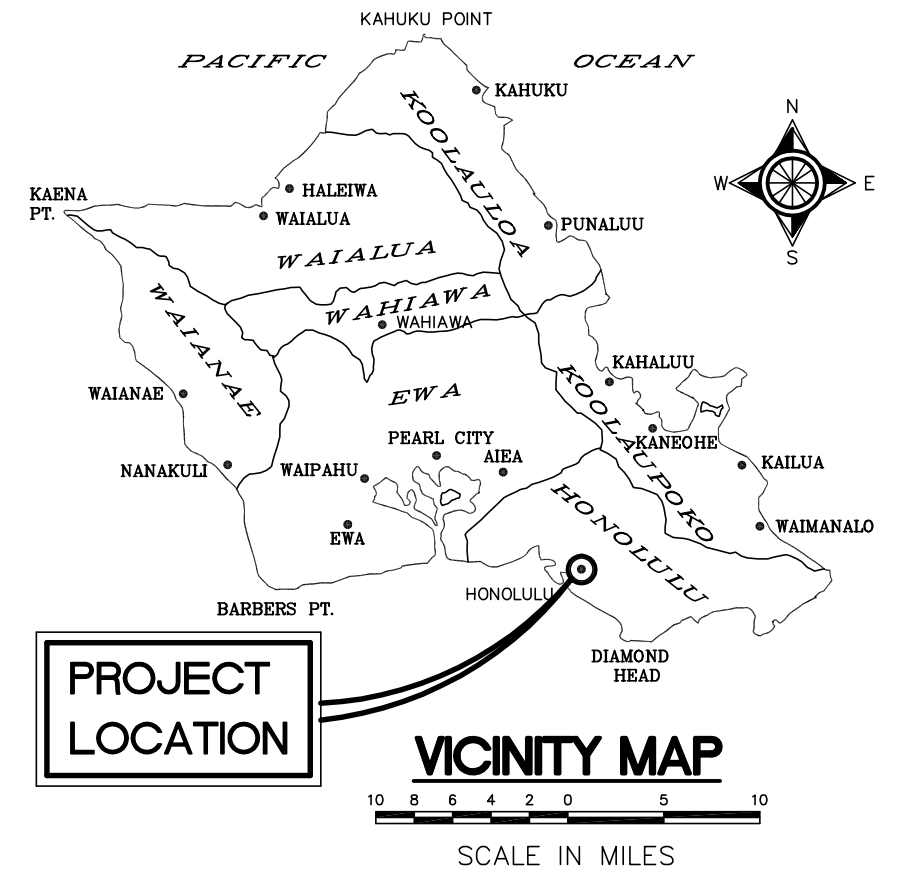 KAHUKU POINT
PACIFIC OCEAN
KAHUKU
KOOLAULOA
N
W E
S
KAENA
PT.
HALEIWA
WAIALUA
PUNALUU
WAIALUA
WAHIAWA
WAHIAWA
WAIANAE
KAHALUU
WAIANAE
EWA
KOOLAUPOKO
KANEOHE
PEARL CITY
AIEA
NANAKULI
WAIPAHU
KAILUA
HONOLULU
EWA
WAIMANALO
HONOLULU
BARBERS PT.
DIAMOND
HEAD
PROJECT
LOCATION
VICINITY MAP
10 8 6 4 2 0 5 10
SCALE IN MILES